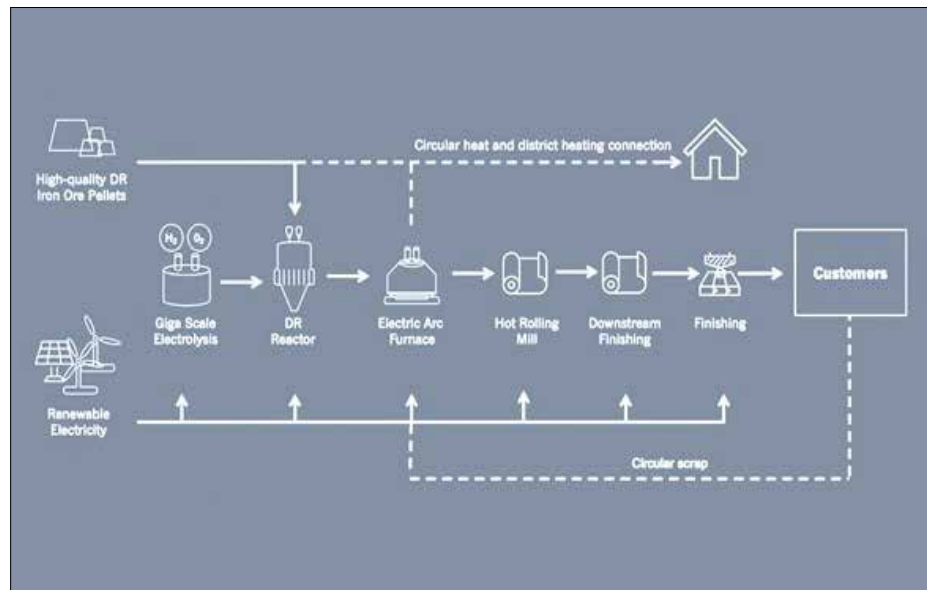 Circular heat and district heating connection
High-quality DR
Iron Ore Pellets
H₂
O₂
Customers
Giga Scale
Electrolysis
DR
Reactor
Electric Arc
Furnace
Hot Rolling
Mill
Downstream
Finishing
Finishing
Renewable
Electricity
Circular scrap